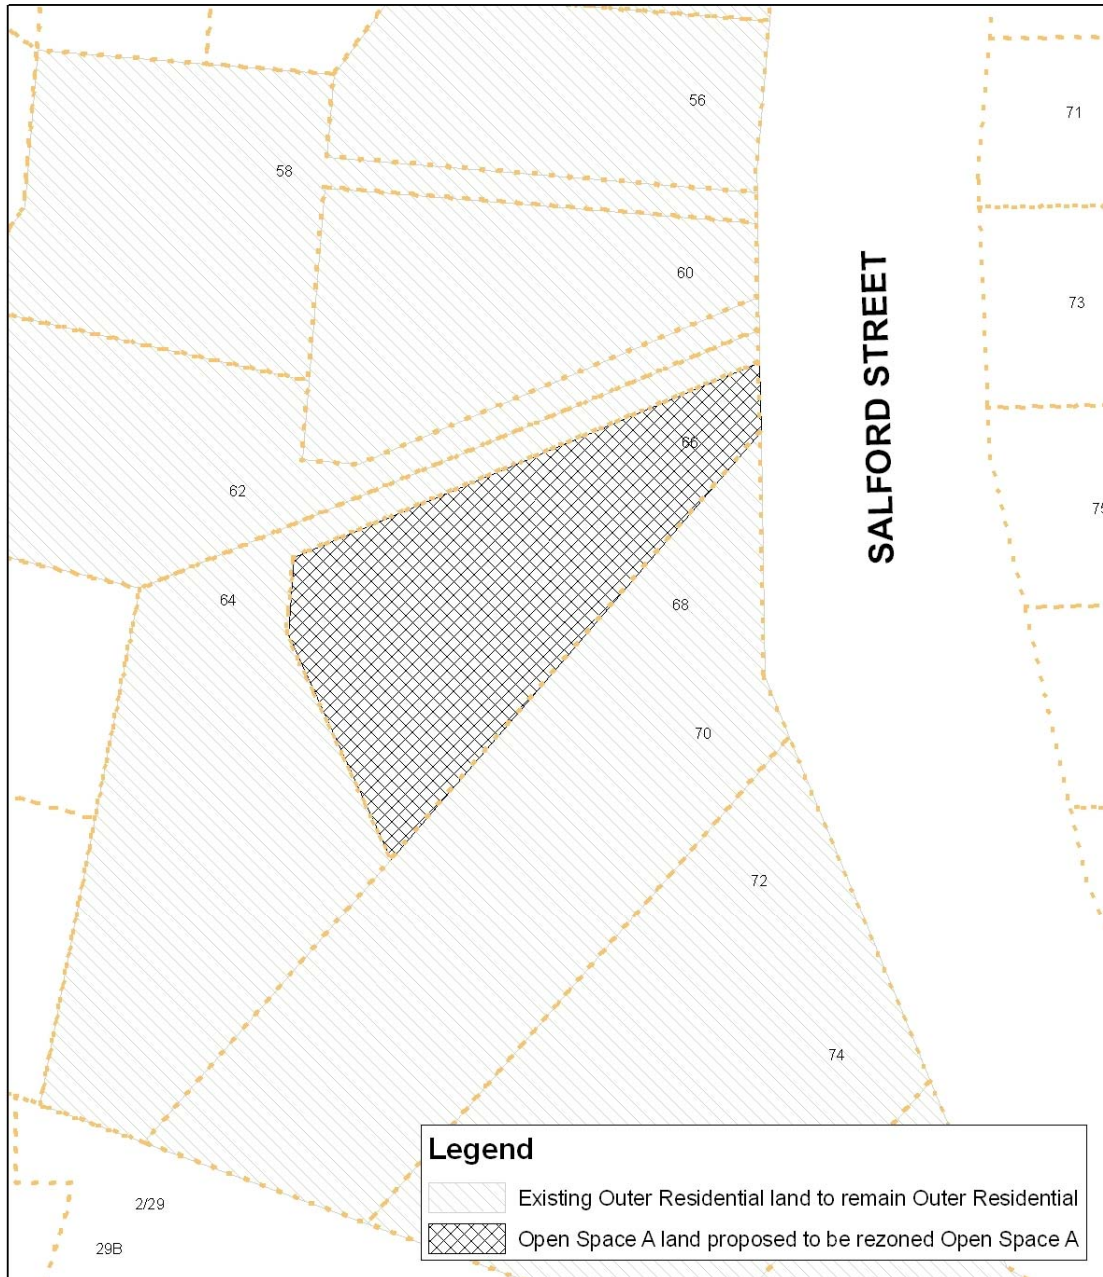 56
71
58
60
73
SALFORD STREET
66
62
75
64
68
70
72
74
2/29
29B
Legend
Existing Outer Residential land to remain Outer Residential
Open Space A land proposed to be rezoned Open Space A